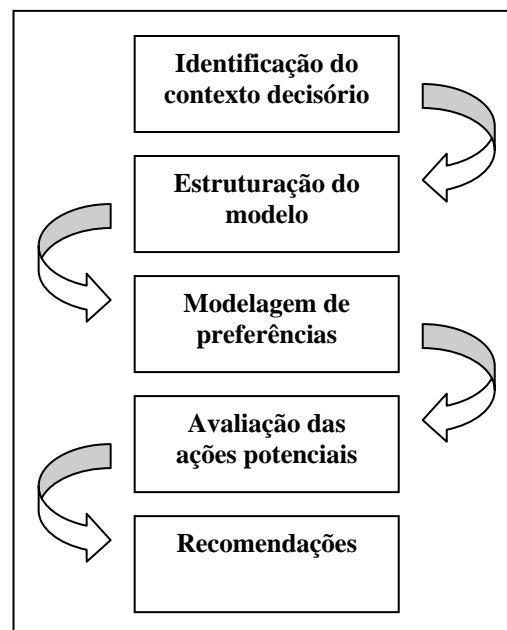 Identificação do
contexto decisório
Estruturação do
modelo
Modelagem de
preferências
Avaliação das
ações potenciais
Recomendações